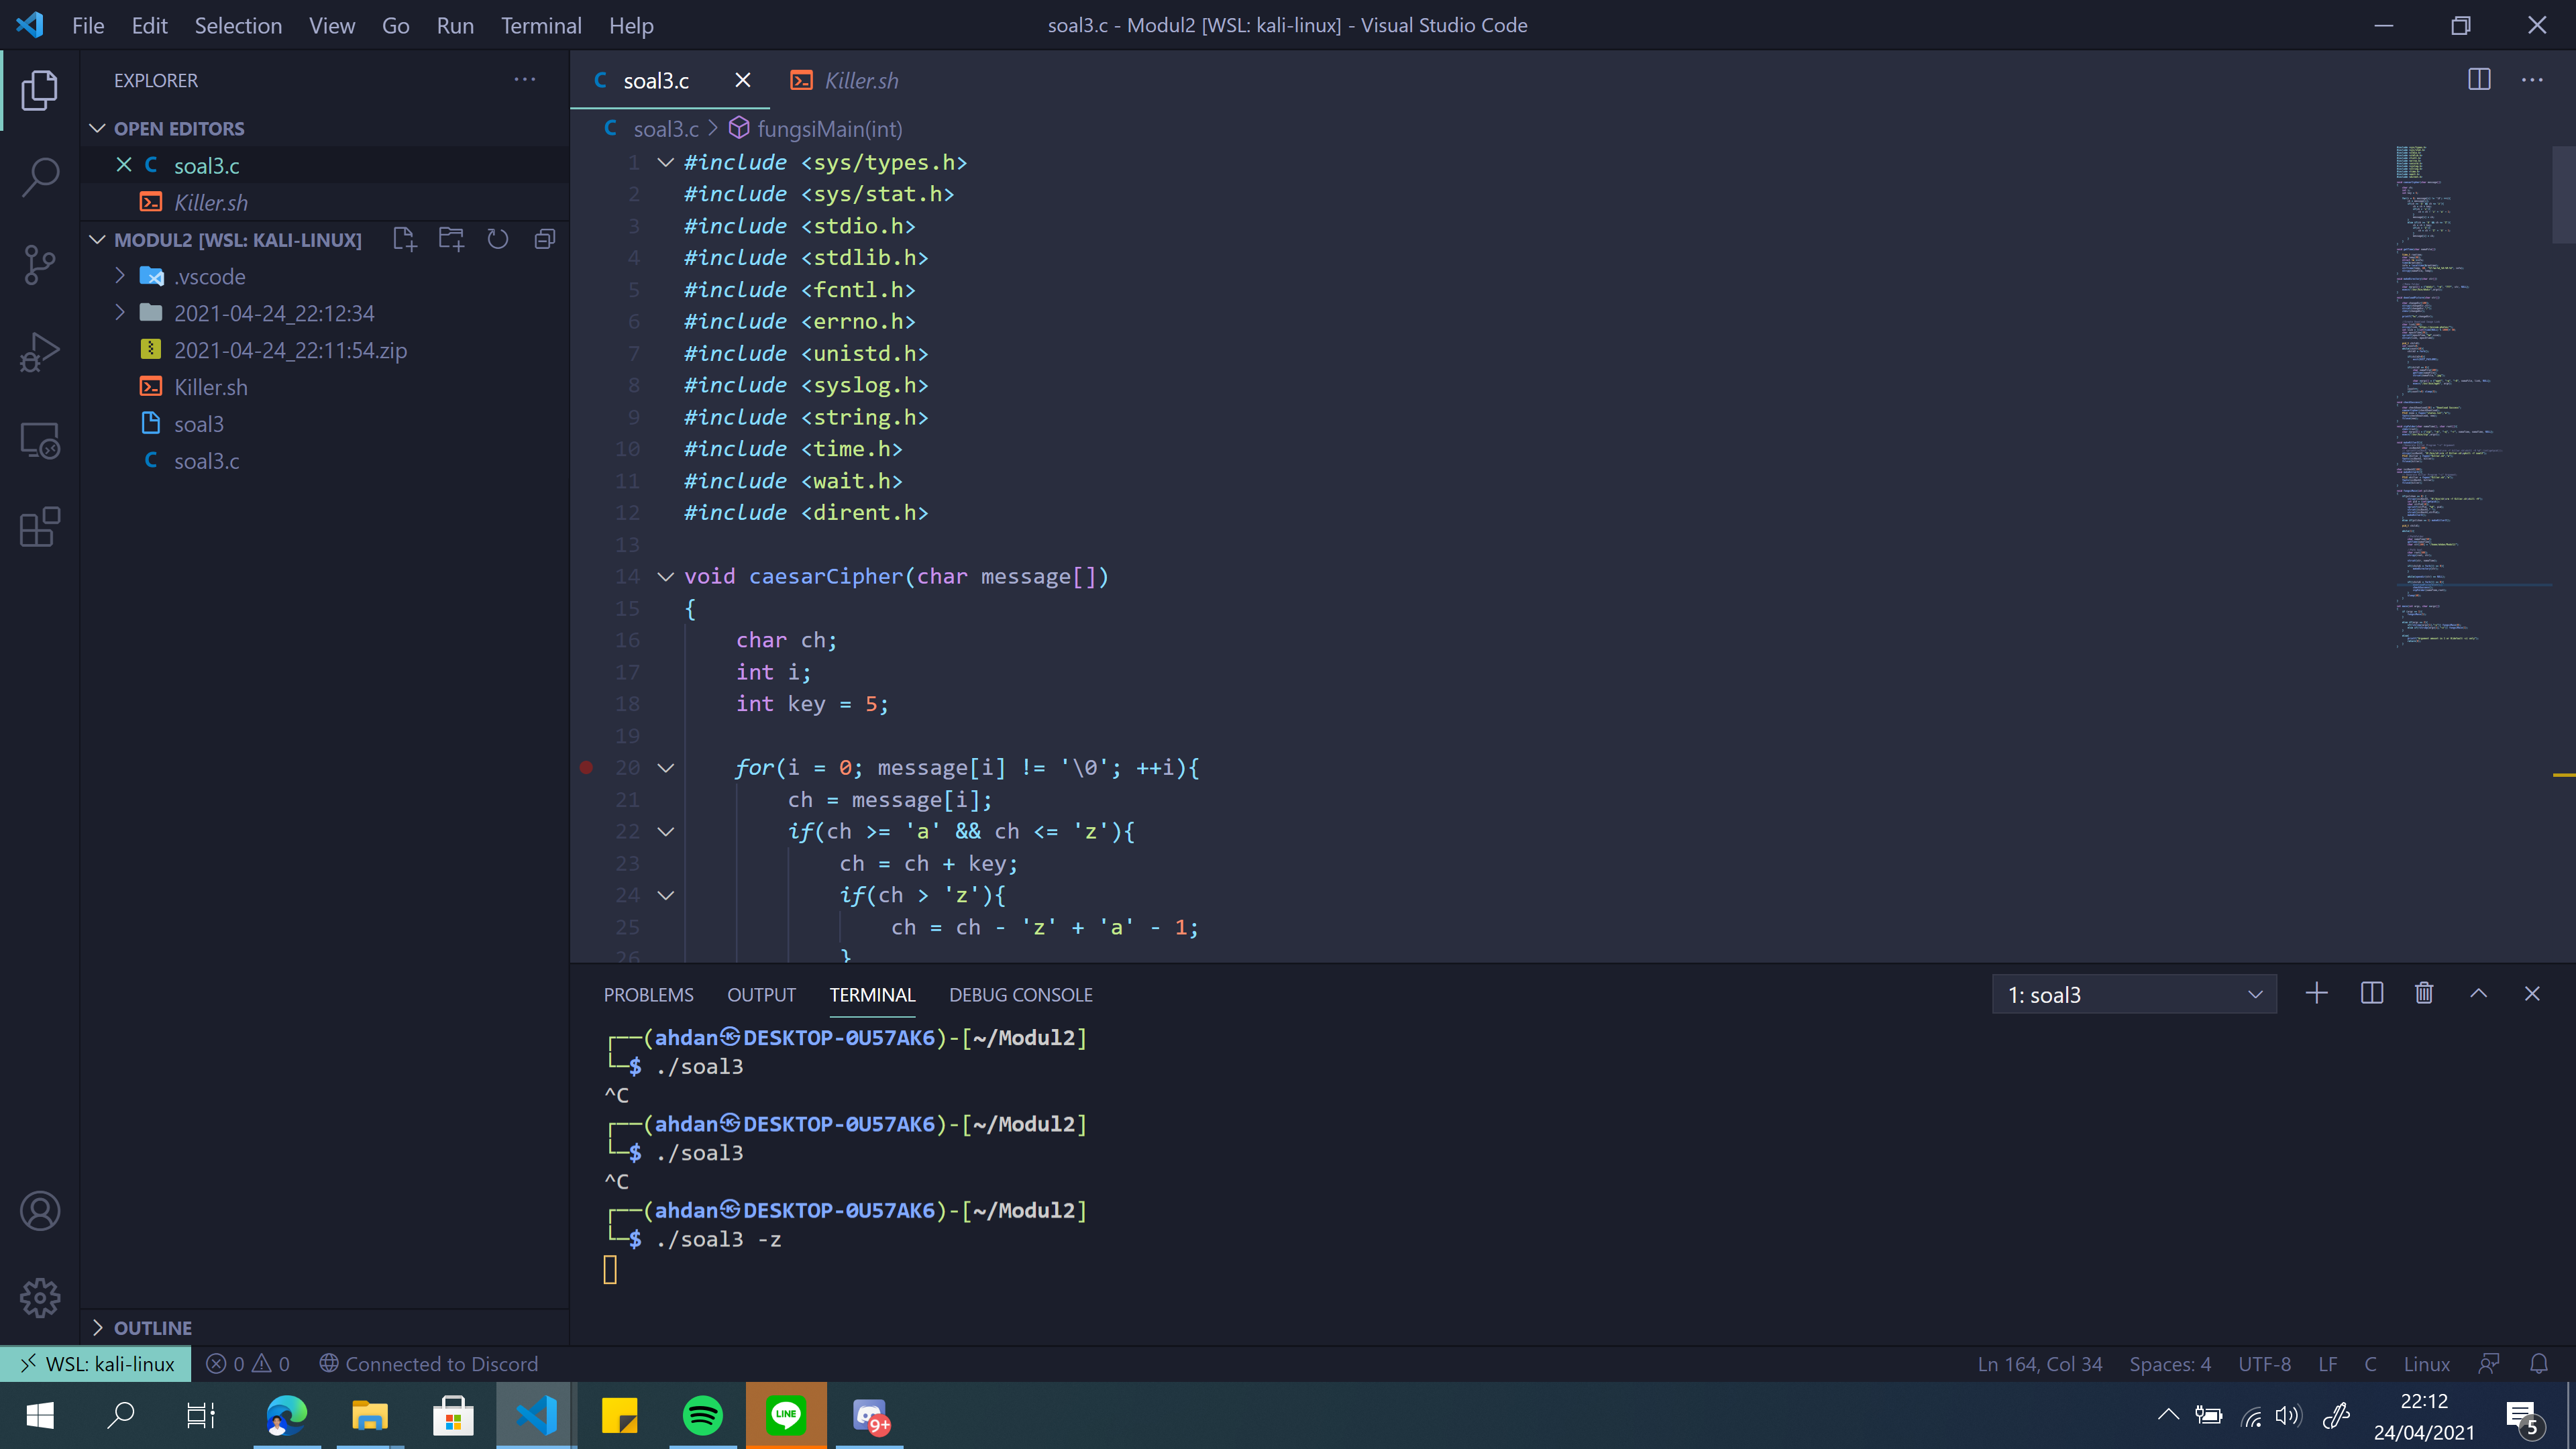 File Edit Selection View Go Run Terminal Help
soal3.c - Modul2 [WSL: kali-linux] - Visual Studio Code
EXPLORER
OPEN EDITORS
soal3.c
Killer.sh
MODUL2 [WSL: KALI-LINUX]
.vscode
2021-04-24_22:12:34
2021-04-24_22:11:54.zip
Killer.sh
soal3
soal3.c
OUTLINE
soal3.c Killer.sh
soal3.c > fungsiMain(int)
1 #include <sys/types.h>
2 #include <sys/stat.h>
3 #include <stdio.h>
4 #include <stdlib.h>
5 #include <fcntl.h>
6 #include <errno.h>
7 #include <unistd.h>
8 #include <syslog.h>
9 #include <string.h>
10 #include <time.h>
11 #include <wait.h>
12 #include <dirent.h>
13
14 void caesarCipher(char message[])
15 {
16 char ch;
17 int i;
18 int key = 5;
19
20 for(i = 0; message[i] != '\0'; ++i){
21 ch = message[i];
22 if(ch >= 'a' && ch <= 'z'){
23 ch = ch + key;
24 if(ch > 'z'){
25 ch = ch - 'z' + 'a' - 1;
26 }
PROBLEMS OUTPUT TERMINAL DEBUG CONSOLE
1: soal3
┌──(ahdan㉿DESKTOP-0U57AK6)-[~/Modul2]
└─$ ./soal3
^C
┌──(ahdan㉿DESKTOP-0U57AK6)-[~/Modul2]
└─$ ./soal3
^C
┌──(ahdan㉿DESKTOP-0U57AK6)-[~/Modul2]
└─$ ./soal3 -z
WSL: kali-linux 0 0 Connected to Discord
Ln 164, Col 34 Spaces: 4 UTF-8 LF C Linux
LINE
9+
22:12
24/04/2021
5